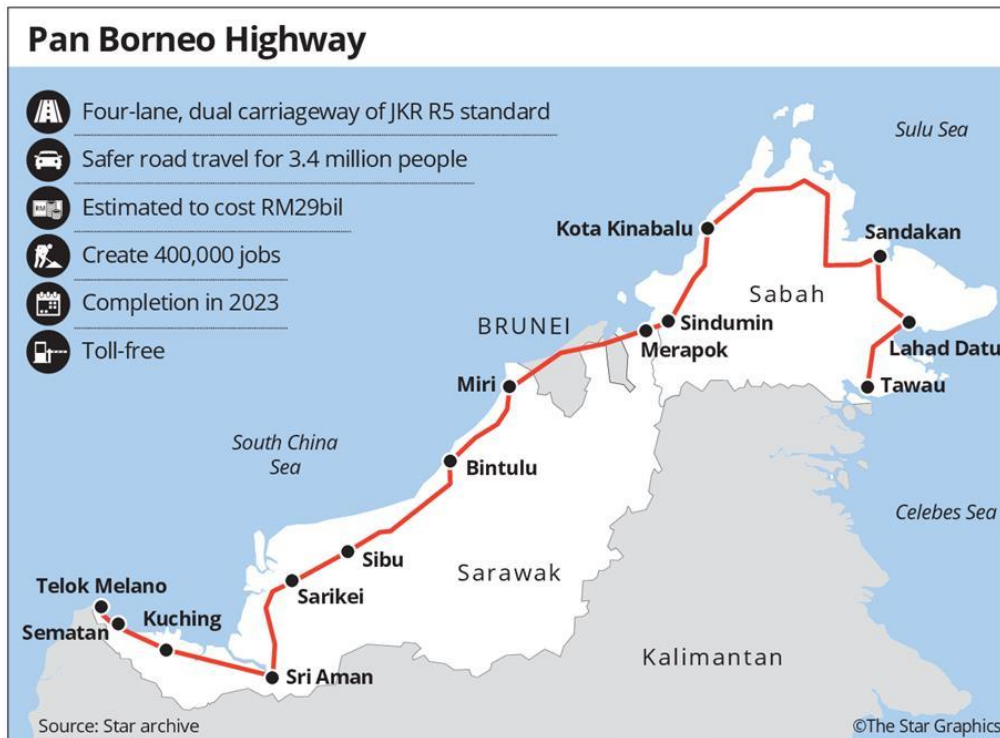 Pan Borneo Highway
Four-lane, dual carriageway of JKR R5 standard
Safer road travel for 3.4 million people
RM
Estimated to cost RM29bil
Create 400,000 jobs
Completion in 2023
Toll-free
Sulu Sea
Kota Kinabalu
Sandakan
Sabah
BRUNEI
Sindumin
Merapok
Lahad Datu
Miri
Tawau
South China
Sea
Bintulu
Celebes Sea
Sibu
Sarawak
Telok Melano
Sarikei
Kuching
Sematan
Kalimantan
Sri Aman
Source: Star archive
©The Star Graphics